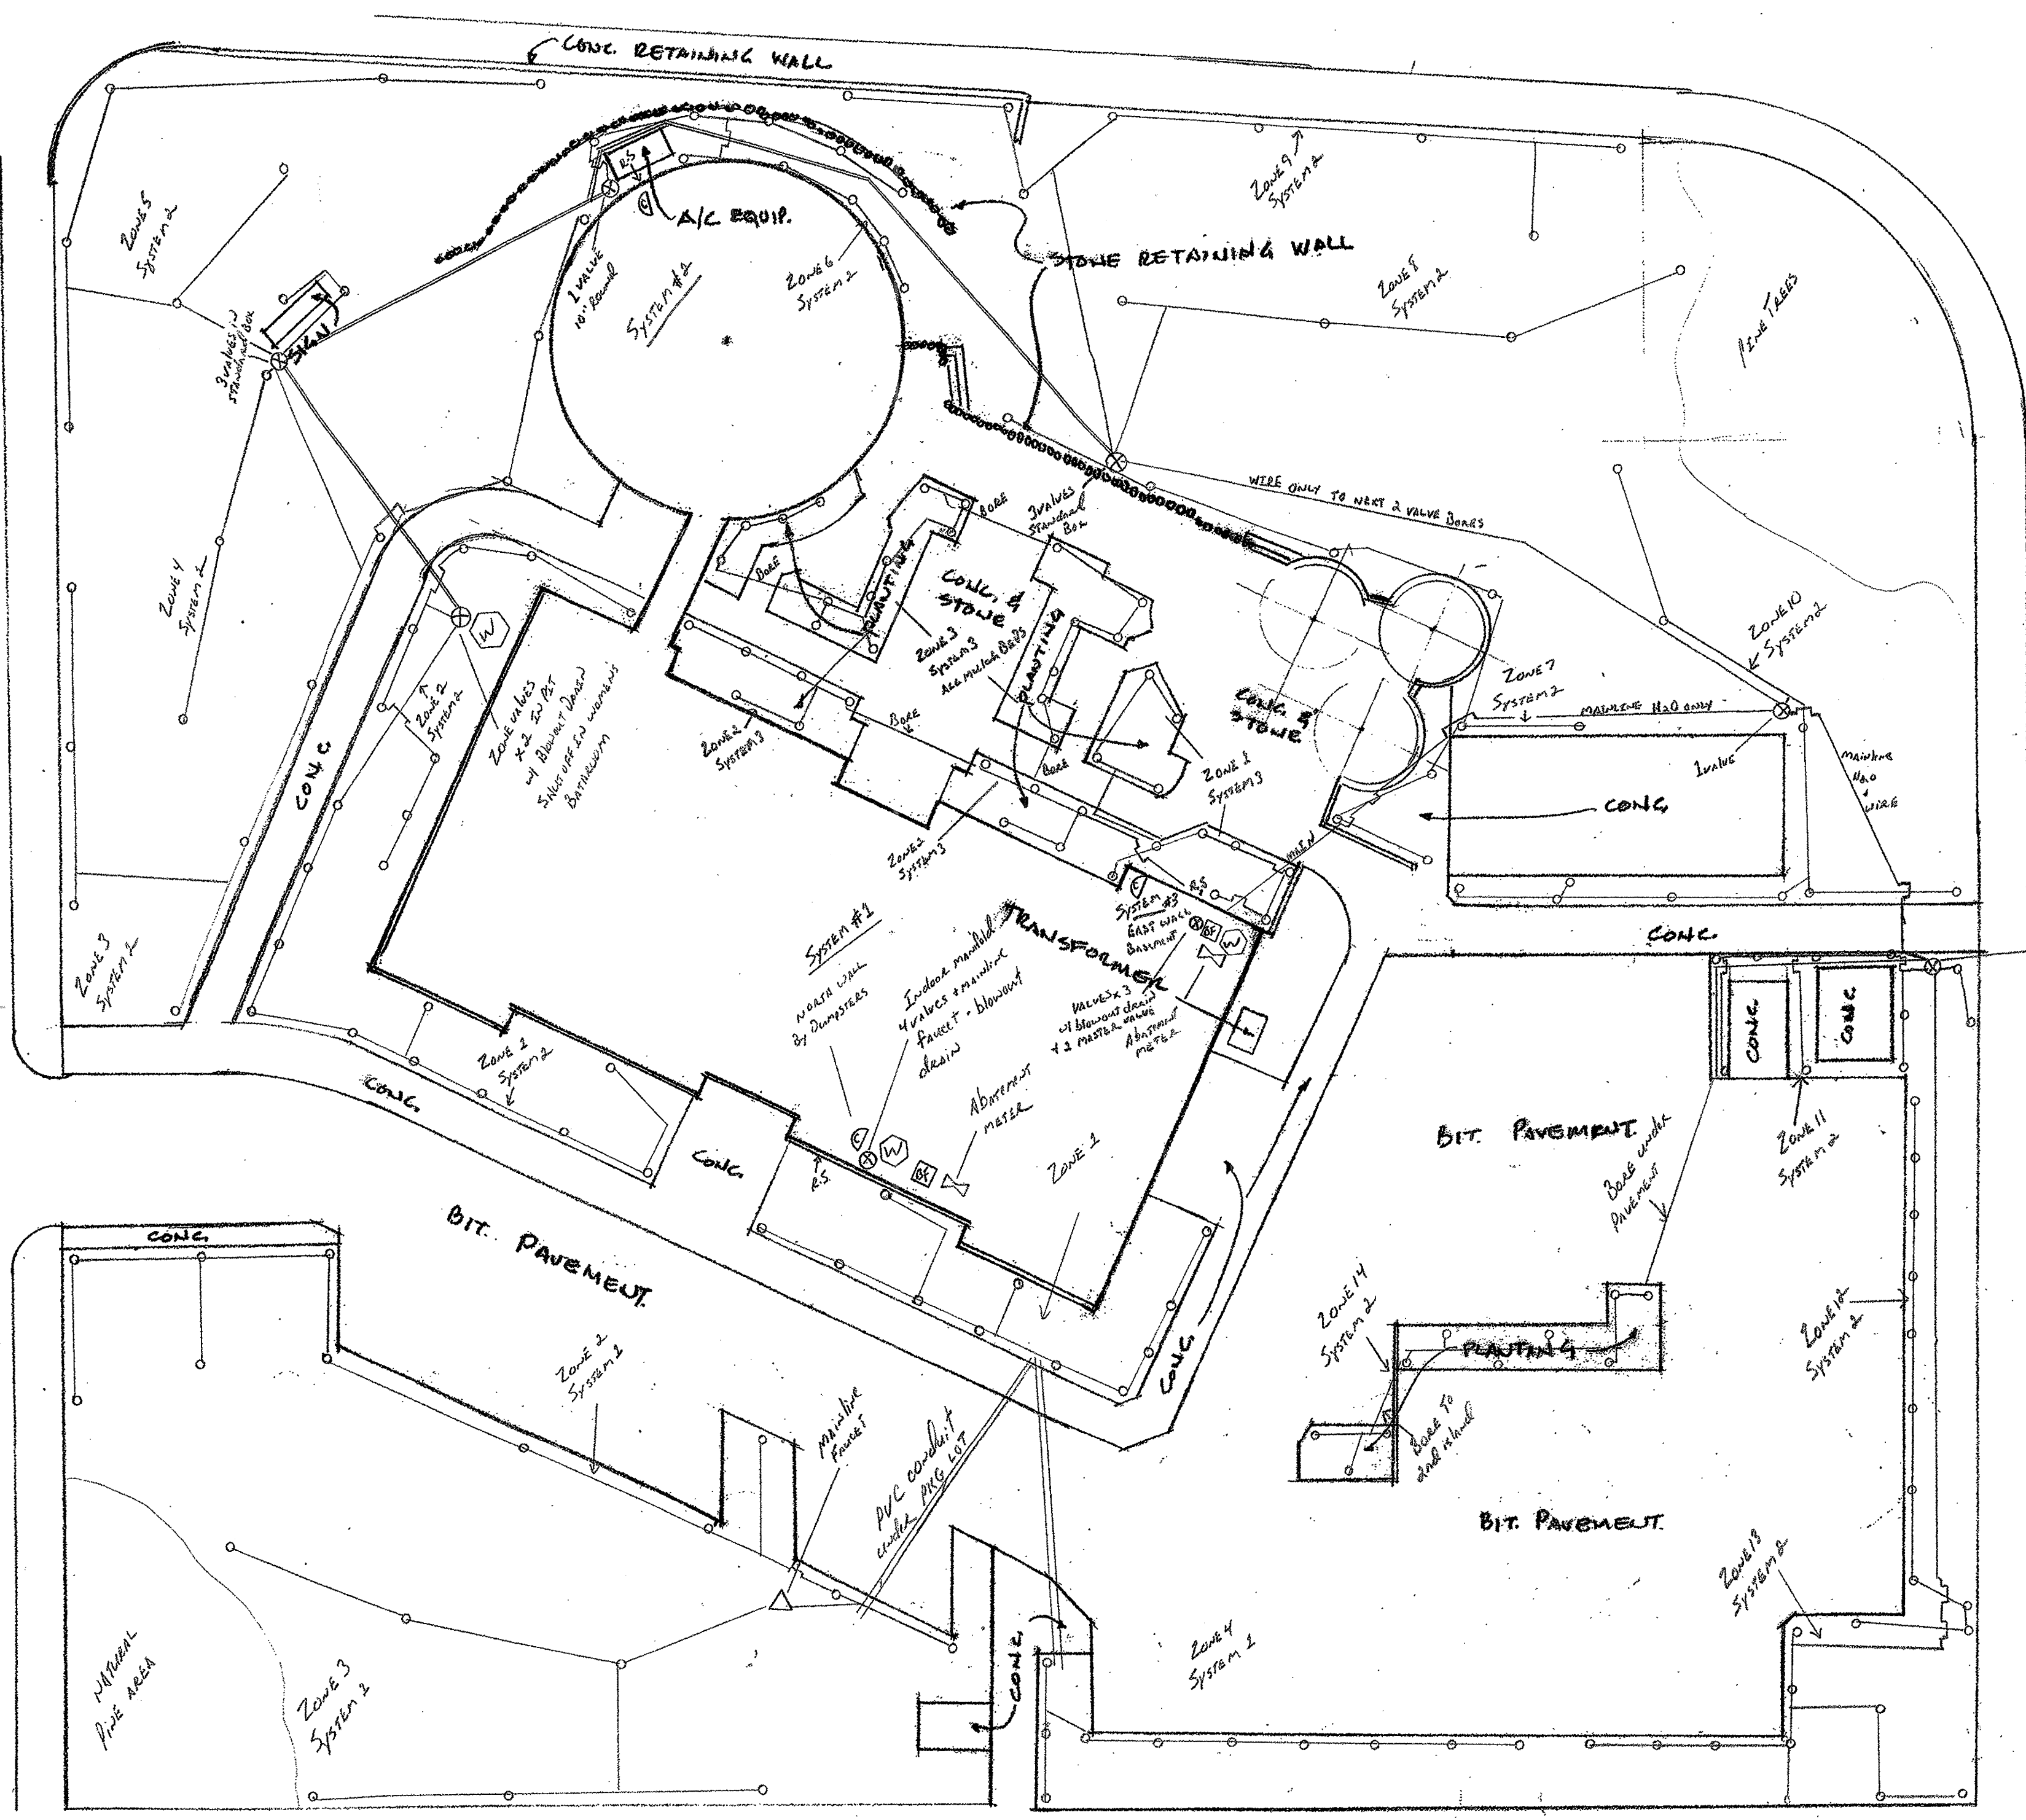 CONC. RETAINING WALL
ZONE 5
SYSTEM 2
R.S
A/C EQUIP.
1 VALVE
10" ROUND
SYSTEM #2
ZONE 6
SYSTEM 2
STONE RETAINING WALL
ZONE 9
SYSTEM 2
ZONE 8
SYSTEM 2
PINE TREES
3 VALVES IN
STANDARD BOX
SIGN
ZONE 4
SYSTEM 2
BORE
PLANTING
BORE
3 VALVES
STANDARD
BOX
CONC. &
STONE
ZONE 3
SYSTEM 3
ALL MULCH BEDS
PLANTING
WIRE ONLY TO NEXT 2 VALVE BOXES
ZONE 10
SYSTEM 2
ZONE 7
SYSTEM 2
MAINLINE H2O ONLY
1 VALVE
MAINLINE
H2O
+
WIRE
CONC. &
STONE
CONC.
W
ZONE 2
SYSTEM 2
ZONE VALVES
x 2 IN PIT
W/ BLOWOUT DOWN
SHUT OFF IN WOMENS
BATHROOM
ZONE 2
SYSTEM 3
BORE
BORE
ZONE 2
SYSTEM 3
ZONE 1
SYSTEM 3
MAIN
R.S.
C
SYSTEM #3
EAST WALL
BASEMENT
BF
W
TRANSFORMER
VALVES x 3
W/ blowout drain
+ 2 MASTER VALVE
Abatement
METER
CONC.
ZONE 3
SYSTEM 2
SYSTEM #1
NORTH WALL
By DUMPSTERS
Indoor manifold
4 valves + mainline
faucet + blowout
drain
Abatement
METER
C
W
BF
R.S.
ZONE 1
CONC.
CONC.
CONC.
ZONE 1
SYSTEM 2
CONC.
CONC.
BIT. PAVEMENT
ZONE 11
SYSTEM 2
BORE under
PAVEMENT
CONC.
BIT. PAVEMENT
ZONE 2
SYSTEM 1
MAINLINE
FAUCET
PVC CONDUIT
under PKG LOT
CONC.
ZONE 14
SYSTEM 2
PLANTING
BORE TO
2nd island
ZONE 12
SYSTEM 2
BIT. PAVEMENT
ZONE 13
SYSTEM 2
NATURAL
PINE AREA
ZONE 3
SYSTEM 1
CONC.
ZONE 4
SYSTEM 1